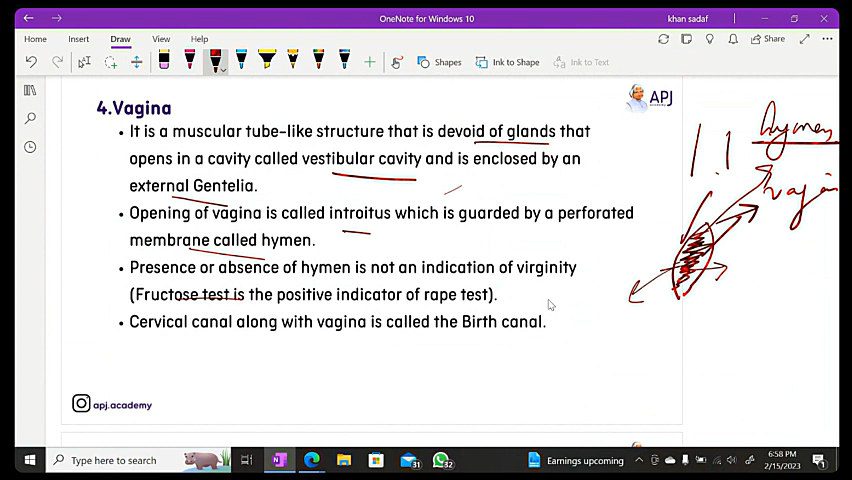 OneNote for Windows 10
khan sadaf
Home
Insert
Draw
View
Help
Share
Shapes
Ink to Shape
Ink to Text
APJ
4.Vagina
• It is a muscular tube-like structure that is devoid of glands that
opens in a cavity called vestibular cavity and is enclosed by an
external Gentelia.
• Opening of vagina is called introitus which is guarded by a perforated
membrane called hymen.
• Presence or absence of hymen is not an indication of virginity
(Fructose test is the positive indicator of rape test).
• Cervical canal along with vagina is called the Birth canal.
hymen
apj.academy
Type here to search
31
32
Earnings upcoming
6:58 PM
2/15/2023
1